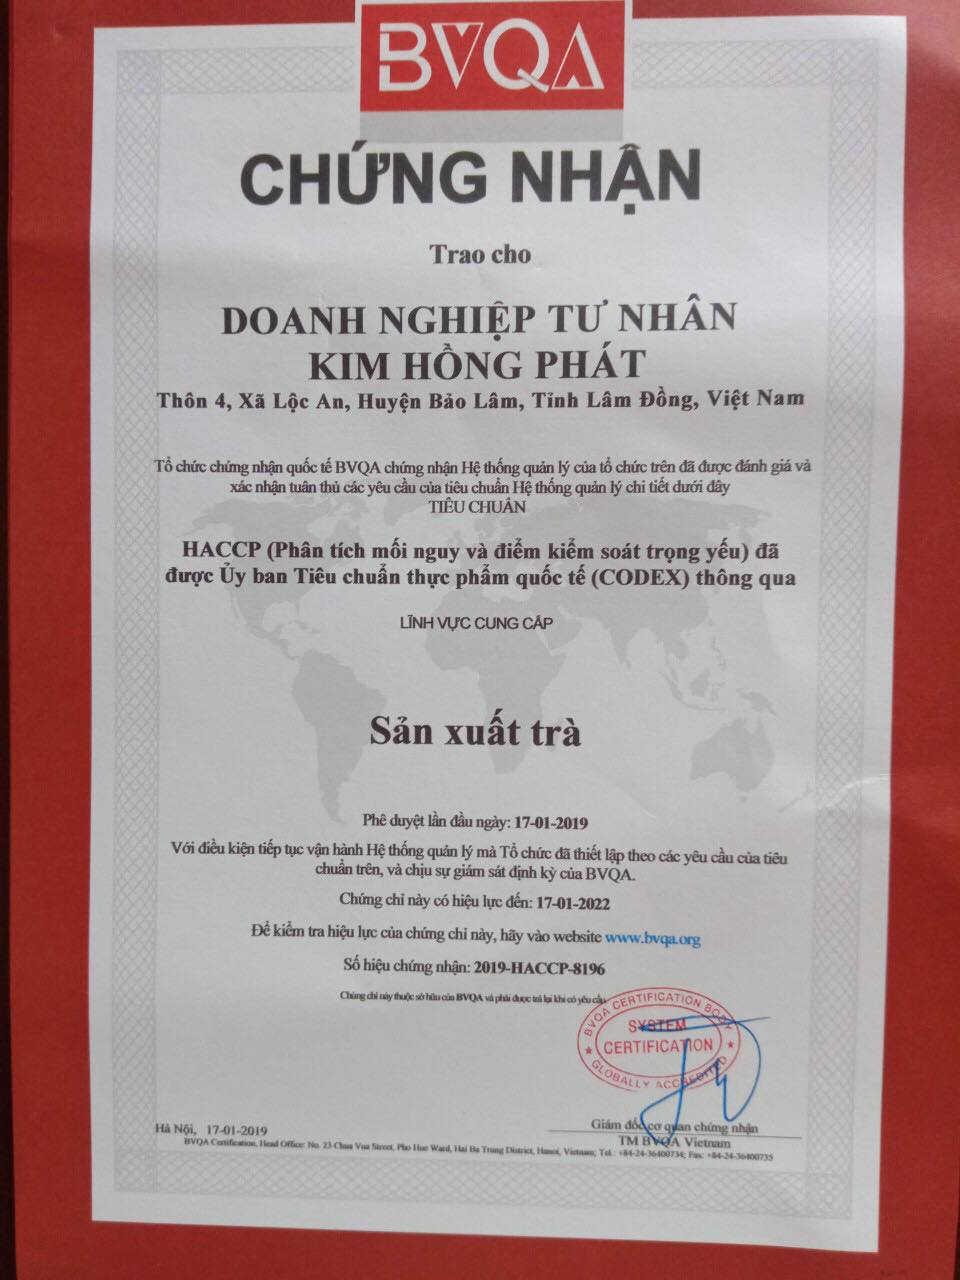 BVQA
CHỨNG NHẬN
Trao cho
DOANH NGHIỆP TƯ NHÂN
KIM HỒNG PHÁT
Thôn 4, Xã Lộc An, Huyện Bảo Lâm, Tỉnh Lâm Đồng, Việt Nam
Tổ chức chứng nhận quốc tế BVQA chứng nhận Hệ thống quản lý của tổ chức trên đã được đánh giá và
xác nhận tuân thủ các yêu cầu của tiêu chuẩn Hệ thống quản lý chi tiết dưới đây
TIÊU CHUẨN
HACCP (Phân tích mối nguy và điểm kiểm soát trọng yếu) đã
được Ủy ban Tiêu chuẩn thực phẩm quốc tế (CODEX) thông qua
LĨNH VỰC CUNG CẤP
Sản xuất trà
Phê duyệt lần đầu ngày: 17-01-2019
Với điều kiện tiếp tục vận hành Hệ thống quản lý mà Tổ chức đã thiết lập theo các yêu cầu của tiêu
chuẩn trên, và chịu sự giám sát định kỳ của BVQA.
Chứng chỉ này có hiệu lực đến: 17-01-2022
Để kiểm tra hiệu lực của chứng chỉ này, hãy vào website www.bvqa.org
Số hiệu chứng nhận: 2019-HACCP-8196
Chứng chỉ này thuộc sở hữu của BVQA và phải được trả lại khi có yêu cầu
BVQA CERTIFICATION BODY
SYSTEM
CERTIFICATION
GLOBALLY ACCREDITED
Hà Nội, 17-01-2019
Giám đốc cơ quan chứng nhận
TM BVQA Vietnam
BVQA Certification, Head Office: No. 23 Chua Vua Street, Pho Hue Ward, Hai Ba Trung District, Hanoi, Vietnam; Tel.: +84-24-36400734; Fax: +84-24-36400735